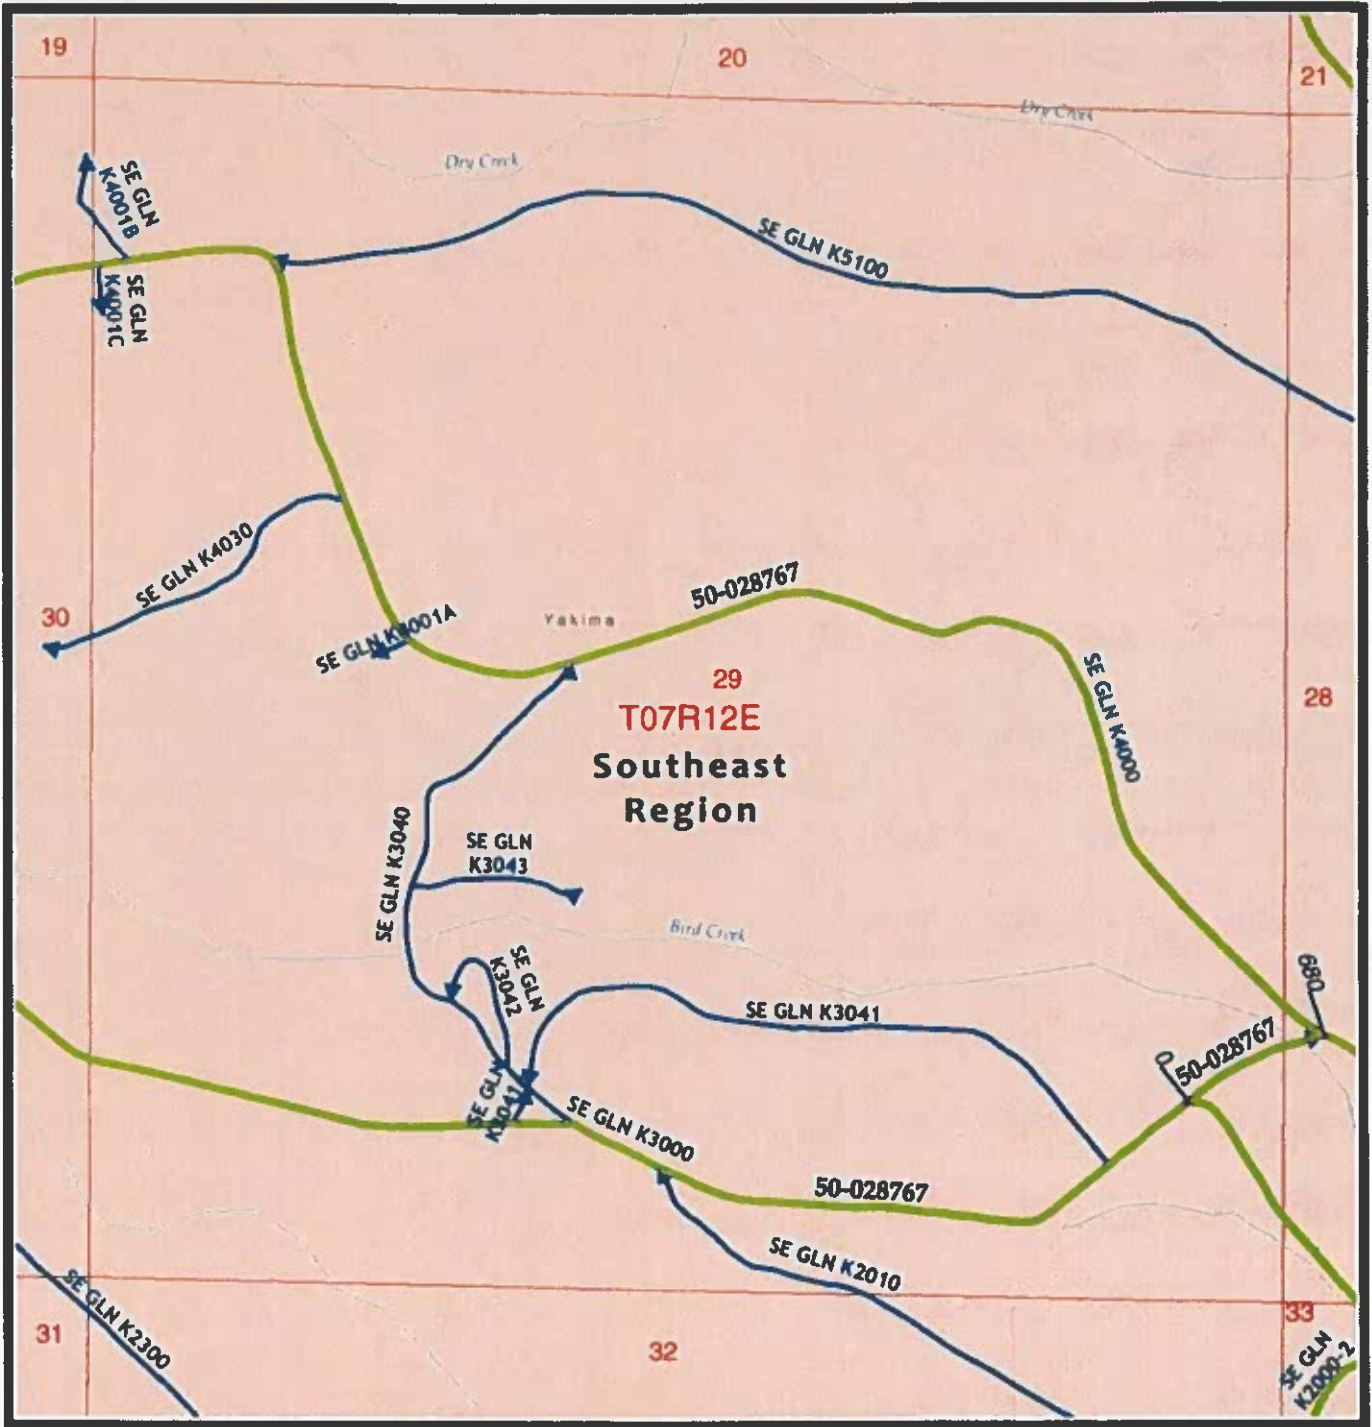 19
20
21
Dry Creek
Dry Creek
SE GLN
K4001B
SE GLN K5100
SE GLN
K4001C
SE GLN K4030
30
SE GLN K4001A
Yakima
50-028767
29
T07R12E
Southeast
Region
SE GLN K4000
28
SE GLN K3040
SE GLN
K3043
Bird Creek
SE GLN
K3042
SE GLN K3041
680
0
50-028767
SE GLN
K3041
SE GLN K3000
50-028767
SE GLN K2010
SE GLN K2300
31
32
33
SE GLN
K2000-2